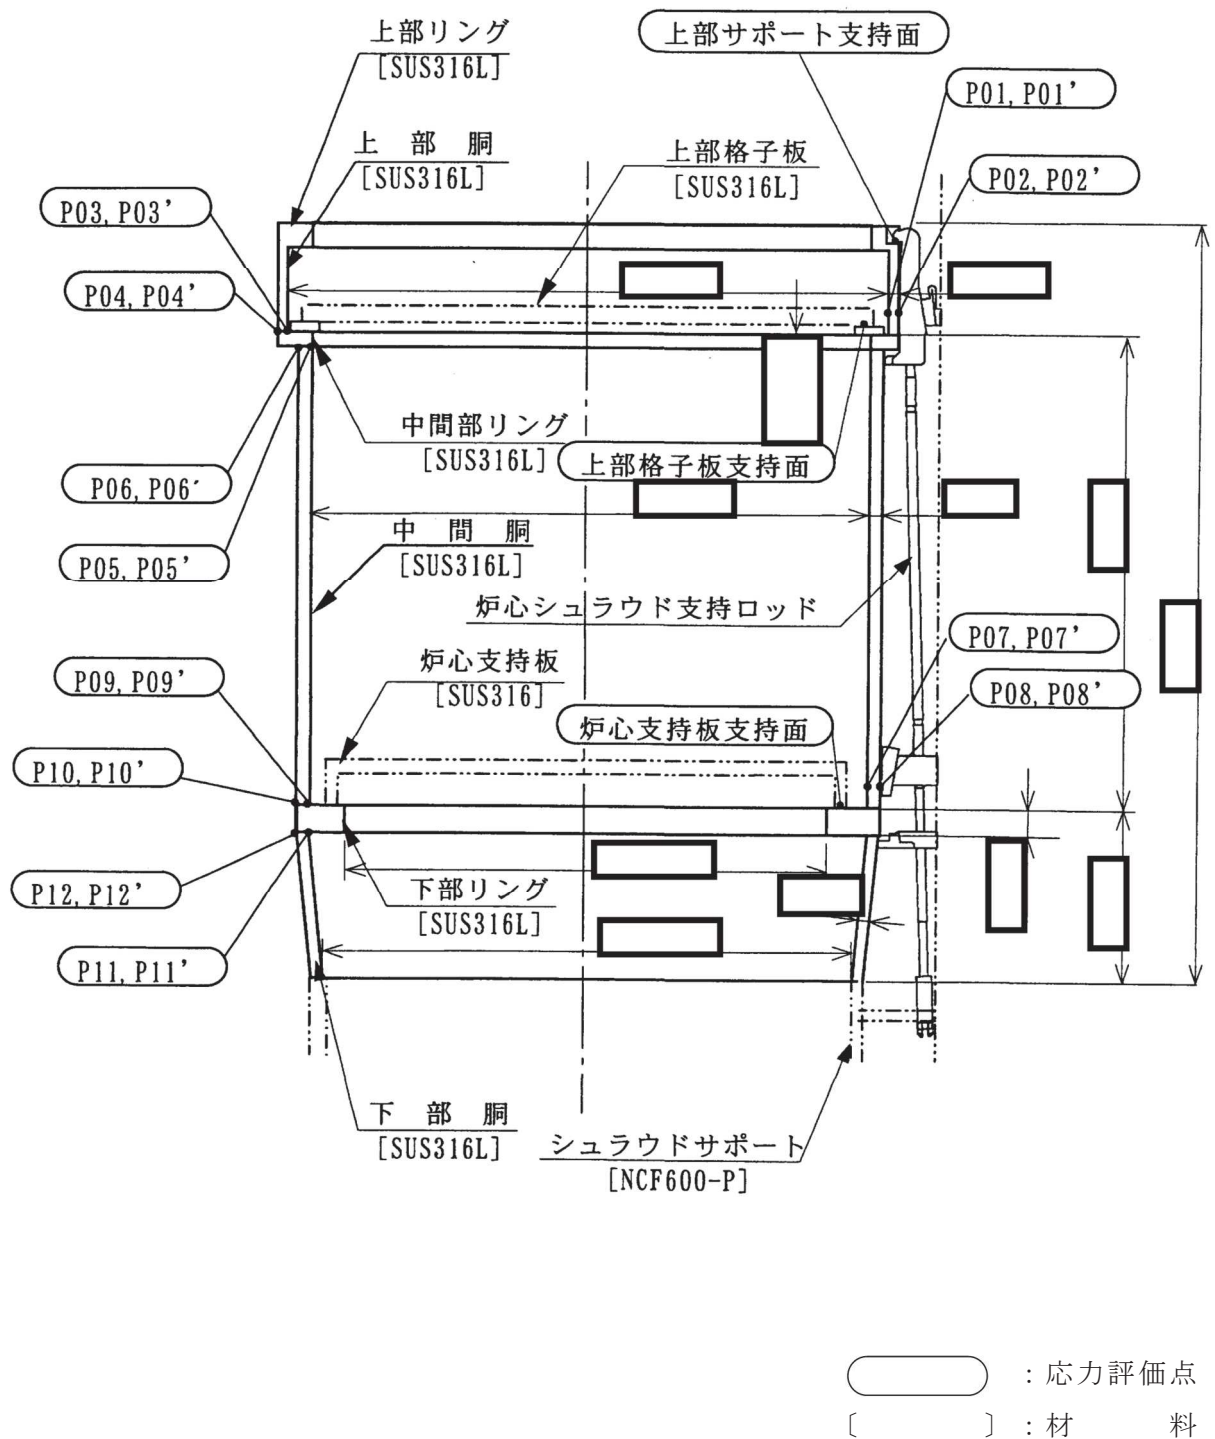 上部リング
[SUS316L]
上部サポート支持面
P01, P01’
上　部　胴
[SUS316L]
上部格子板
[SUS316L]
P02, P02’
P03, P03’
P04, P04’
中間部リング
[SUS316L]
上部格子板支持面
P06, P06’
中　間　胴
[SUS316L]
P05, P05’
炉心シュラウド支持ロッド
P07, P07’
炉心支持板
[SUS316]
P09, P09’
P08, P08’
炉心支持板支持面
P10, P10’
下部リング
[SUS316L]
P12, P12’
P11, P11’
下　部　胴
[SUS316L]
シュラウドサポート
[NCF600-P]
：応力評価点
〔　　　〕：材　　料